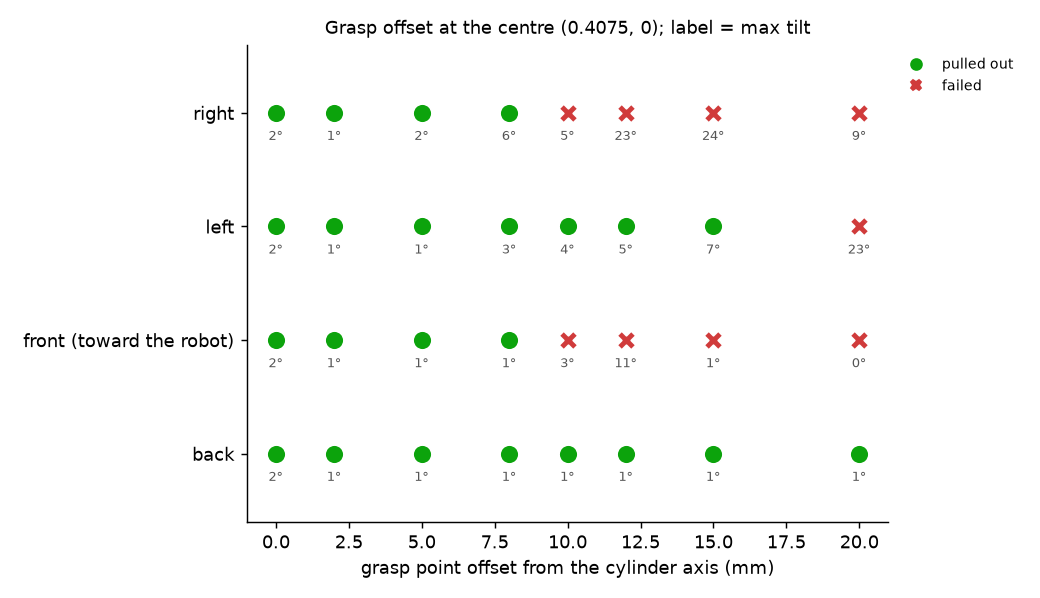 Grasp offset at the centre (0.4075, 0); label = max tilt
pulled out
failed
right
2° 1° 2° 6° 5° 23° 24° 9°
left
2° 1° 1° 3° 4° 5° 7° 23°
front (toward the robot)
2° 1° 1° 1° 3° 11° 1° 0°
back
2° 1° 1° 1° 1° 1° 1° 1°
0.0 2.5 5.0 7.5 10.0 12.5 15.0 17.5 20.0
grasp point offset from the cylinder axis (mm)